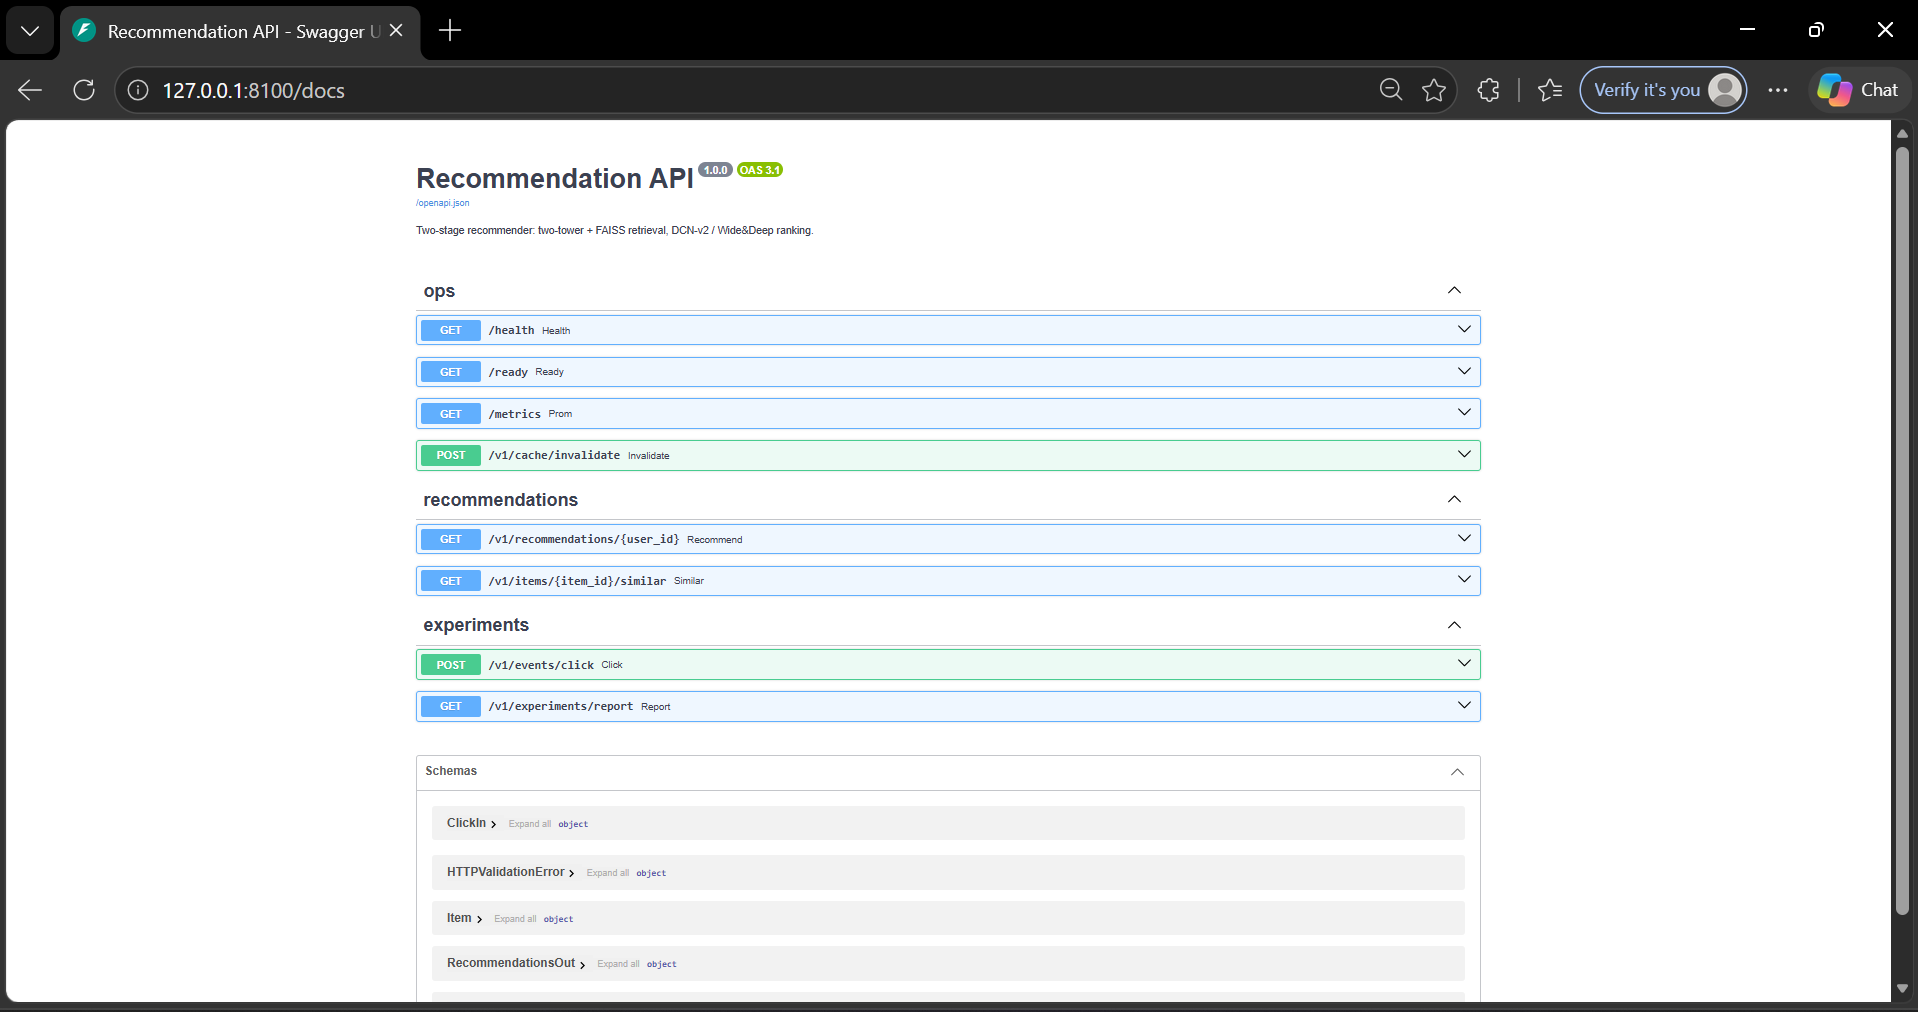 Recommendation API - Swagger U
127.0.0.1:8100/docs
Verify it's you
Chat
Recommendation API 1.0.0 OAS 3.1
/openapi.json
Two-stage recommender: two-tower + FAISS retrieval, DCN-v2 / Wide&Deep ranking.
ops
GET /health Health
GET /ready Ready
GET /metrics Prom
POST /v1/cache/invalidate Invalidate
recommendations
GET /v1/recommendations/{user_id} Recommend
GET /v1/items/{item_id}/similar Similar
experiments
POST /v1/events/click Click
GET /v1/experiments/report Report
Schemas
ClickIn Expand all object
HTTPValidationError Expand all object
Item Expand all object
RecommendationsOut Expand all object